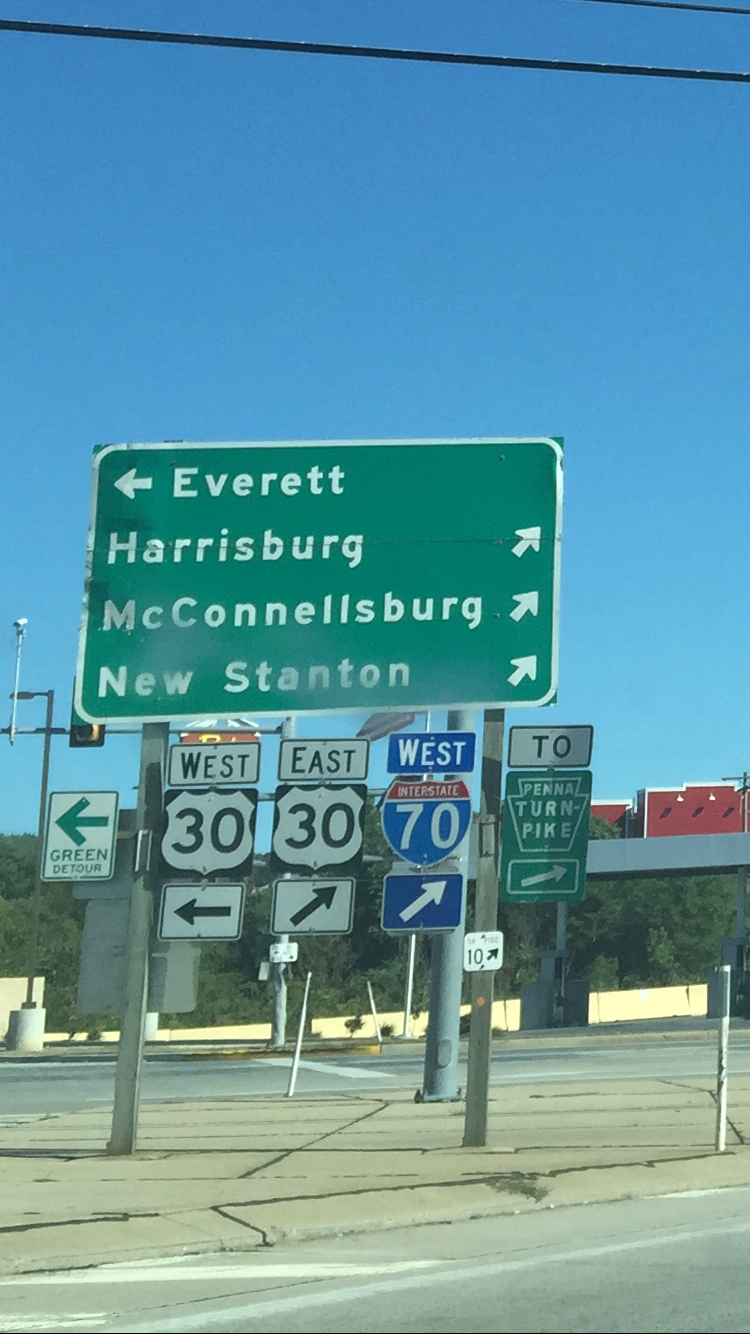 Everett
Harrisburg
McConnellsburg
New Stanton
WEST
30
EAST
30
WEST
INTERSTATE
70
TO
PENNA
TURN-
PIKE
GREEN
DETOUR
10